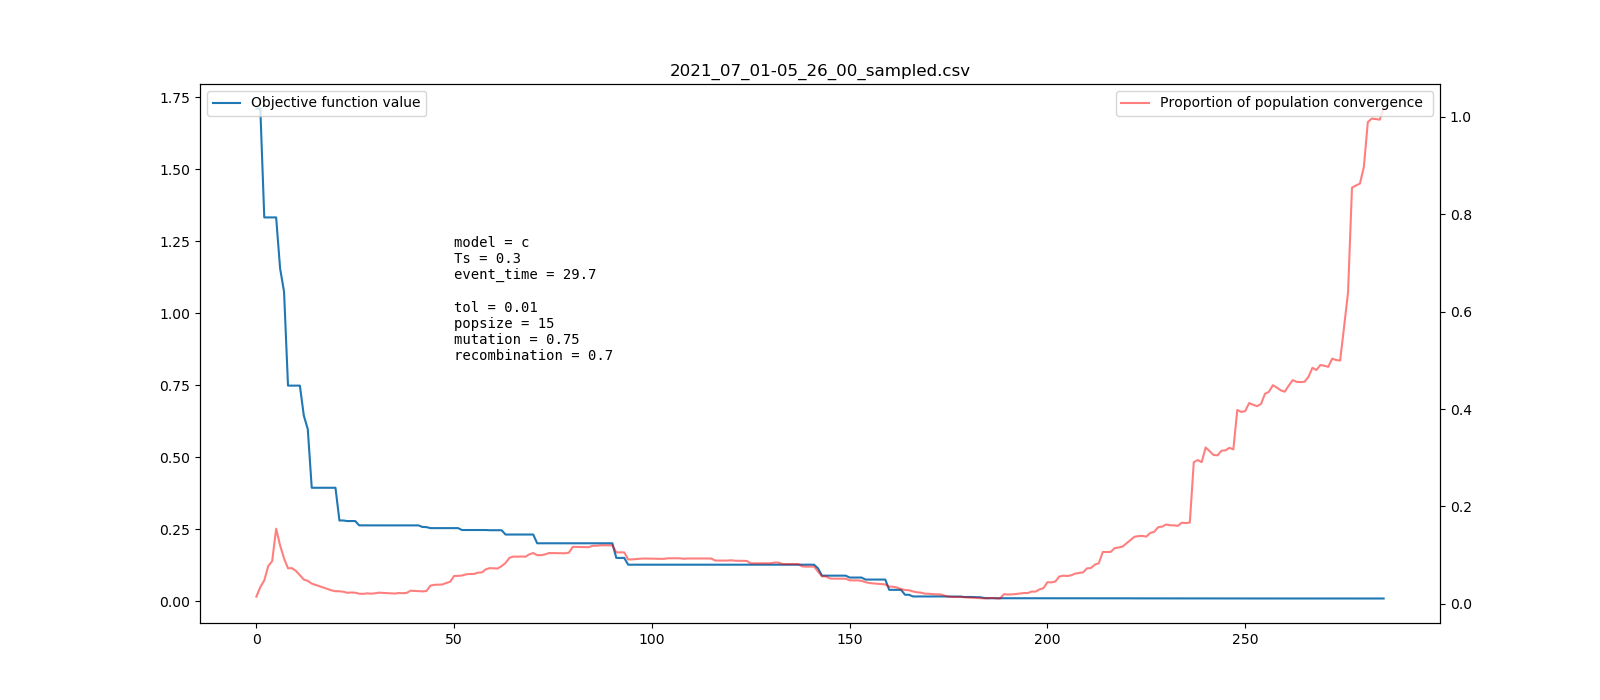 2021_07_01-05_26_00_sampled.csv
Objective function value
Proportion of population convergence
1.75
1.50
1.25
1.00
0.75
0.50
0.25
0.00
model = c
Ts = 0.3
event_time = 29.7
tol = 0.01
popsize = 15
mutation = 0.75
recombination = 0.7
1.0
0.8
0.6
0.4
0.2
0.0
0 50 100 150 200 250